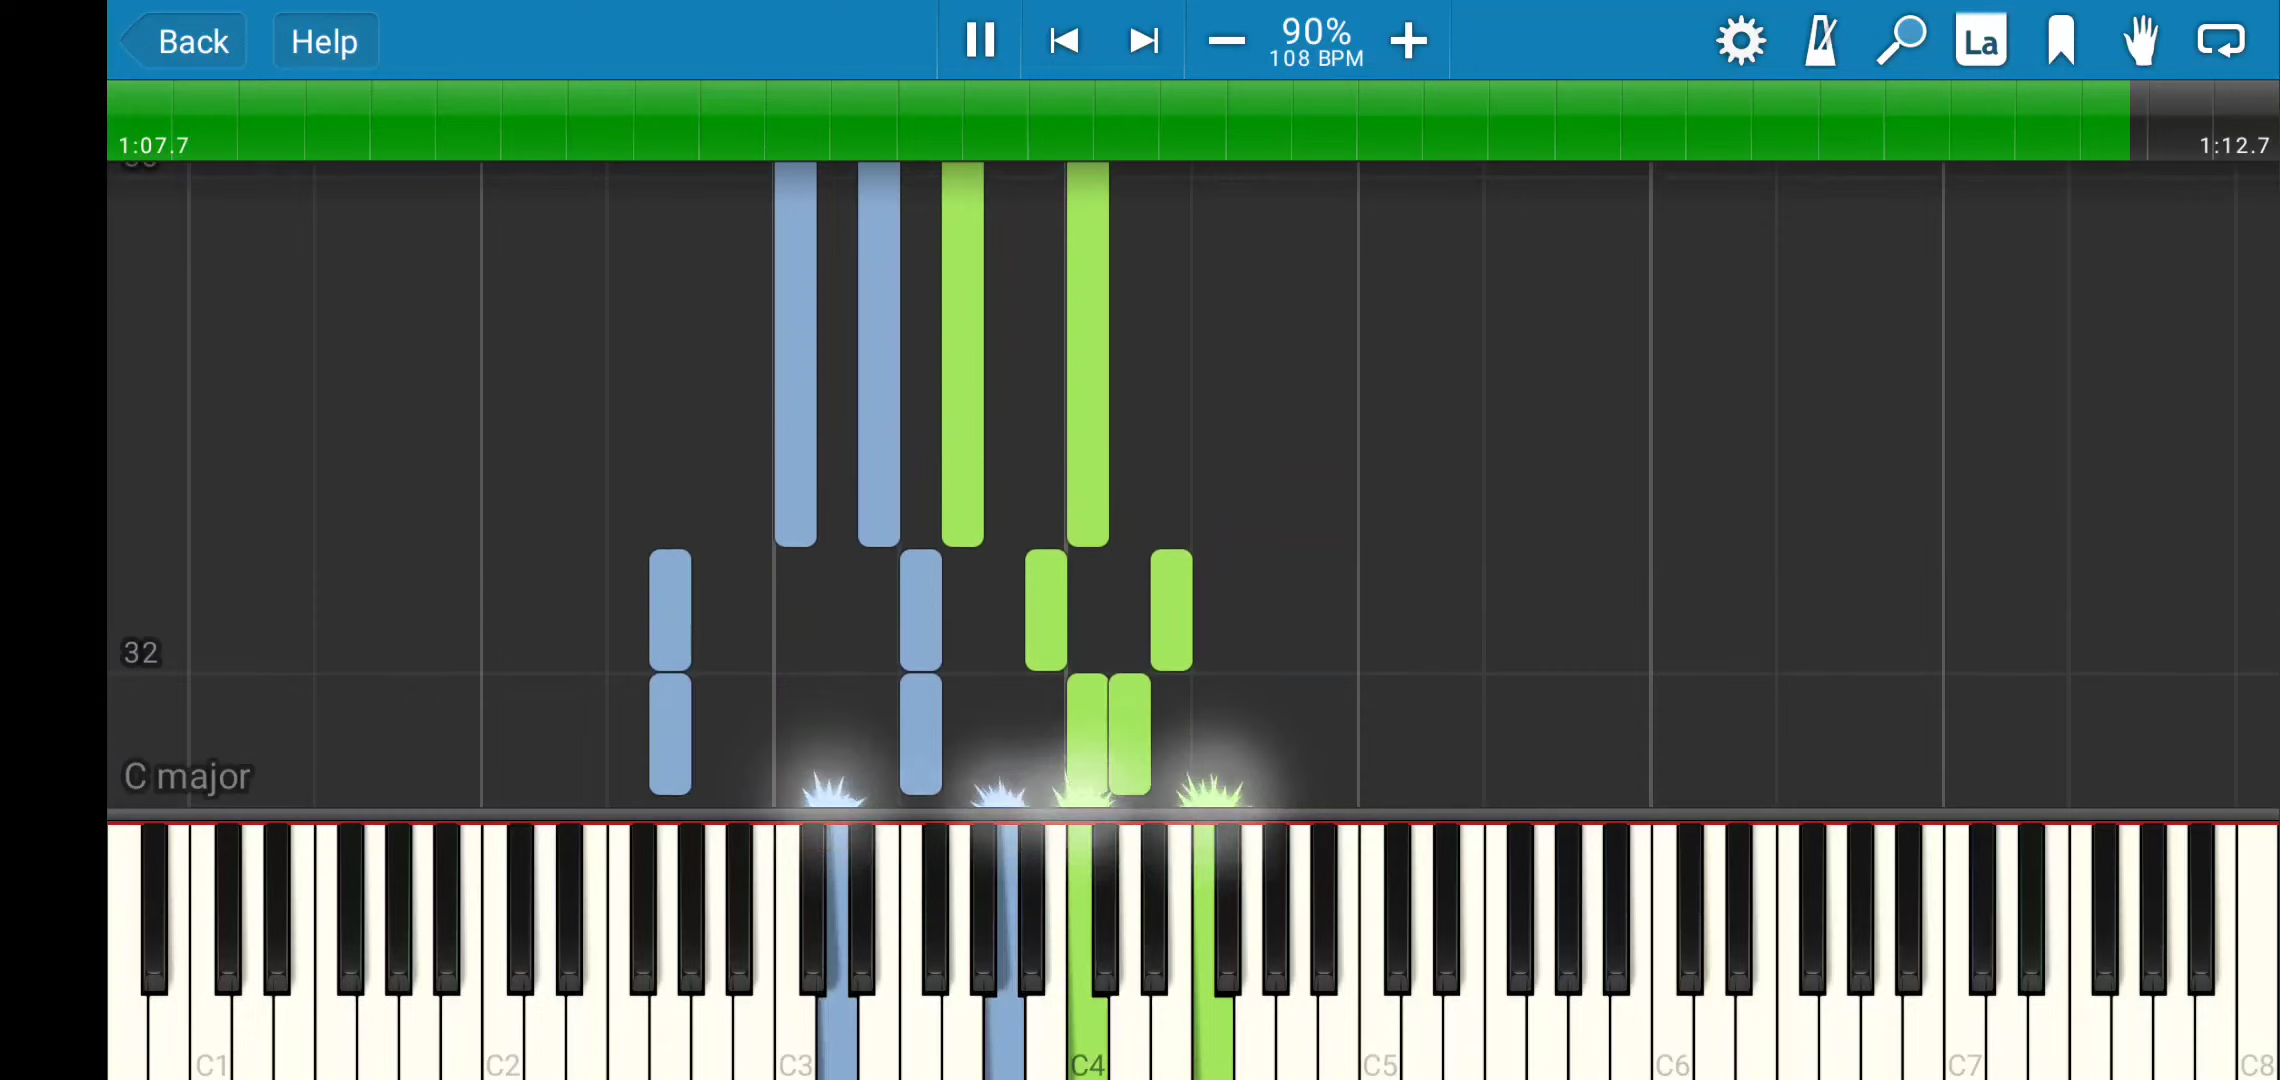 Back
Help
90%
108 BPM
La
1:07.7
1:12.7
32
C major
C1
C2
C3
C4
C5
C6
C7
C8